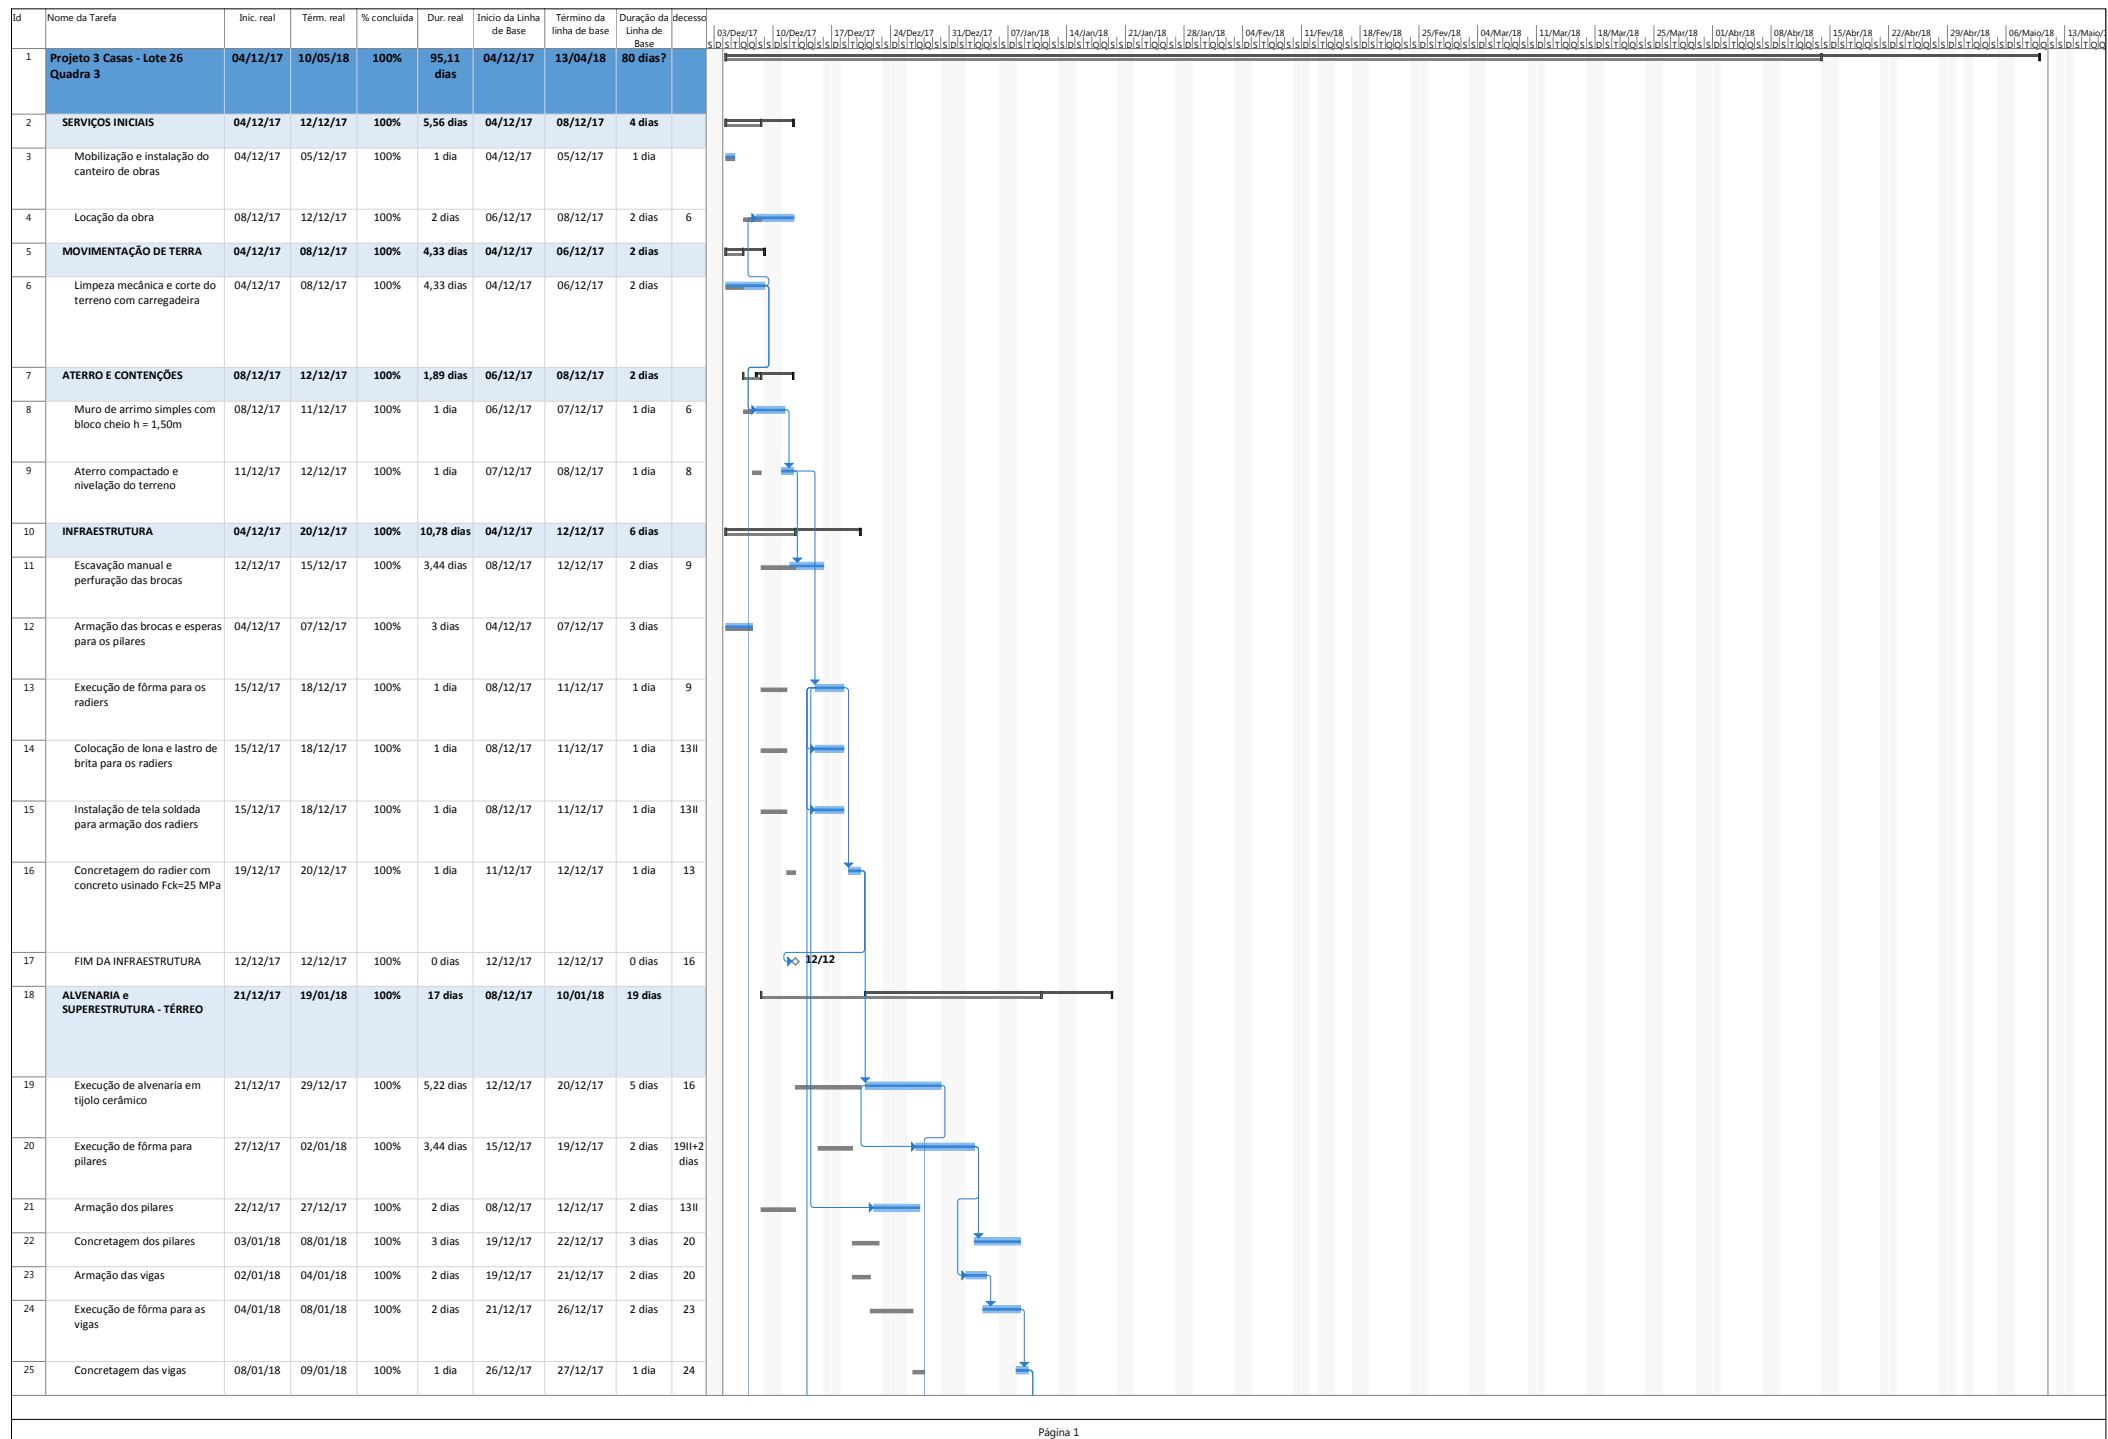 Id Nome da Tarefa Iníc. real Térm. real % concluída Dur. real Início da Linha de Base Término da linha de base Duração da Linha de Base decesso
03/Dez/17 10/Dez/17 17/Dez/17 24/Dez/17 31/Dez/17 07/Jan/18 14/Jan/18 21/Jan/18 28/Jan/18 04/Fev/18 11/Fev/18 18/Fev/18 25/Fev/18 04/Mar/18 11/Mar/18 18/Mar/18 25/Mar/18 01/Abr/18 08/Abr/18 15/Abr/18 22/Abr/18 29/Abr/18 06/Maio/18 13/Maio/
1 Projeto 3 Casas - Lote 26 Quadra 3 04/12/17 10/05/18 100% 95,11 dias 04/12/17 13/04/18 80 dias?
2 SERVIÇOS INICIAIS 04/12/17 12/12/17 100% 5,56 dias 04/12/17 08/12/17 4 dias
3 Mobilização e instalação do canteiro de obras 04/12/17 05/12/17 100% 1 dia 04/12/17 05/12/17 1 dia
4 Locação da obra 08/12/17 12/12/17 100% 2 dias 06/12/17 08/12/17 2 dias 6
5 MOVIMENTAÇÃO DE TERRA 04/12/17 08/12/17 100% 4,33 dias 04/12/17 06/12/17 2 dias
6 Limpeza mecânica e corte do terreno com carregadeira 04/12/17 08/12/17 100% 4,33 dias 04/12/17 06/12/17 2 dias
7 ATERRO E CONTENÇÕES 08/12/17 12/12/17 100% 1,89 dias 06/12/17 08/12/17 2 dias
8 Muro de arrimo simples com bloco cheio h = 1,50m 08/12/17 11/12/17 100% 1 dia 06/12/17 07/12/17 1 dia 6
9 Aterro compactado e nivelação do terreno 11/12/17 12/12/17 100% 1 dia 07/12/17 08/12/17 1 dia 8
10 INFRAESTRUTURA 04/12/17 20/12/17 100% 10,78 dias 04/12/17 12/12/17 6 dias
11 Escavação manual e perfuração das brocas 12/12/17 15/12/17 100% 3,44 dias 08/12/17 12/12/17 2 dias 9
12 Armação das brocas e esperas para os pilares 04/12/17 07/12/17 100% 3 dias 04/12/17 07/12/17 3 dias
13 Execução de fôrma para os radiers 15/12/17 18/12/17 100% 1 dia 08/12/17 11/12/17 1 dia 9
14 Colocação de lona e lastro de brita para os radiers 15/12/17 18/12/17 100% 1 dia 08/12/17 11/12/17 1 dia 13II
15 Instalação de tela soldada para armação dos radiers 15/12/17 18/12/17 100% 1 dia 08/12/17 11/12/17 1 dia 13II
16 Concretagem do radier com concreto usinado Fck=25 MPa 19/12/17 20/12/17 100% 1 dia 11/12/17 12/12/17 1 dia 13
17 FIM DA INFRAESTRUTURA 12/12/17 12/12/17 100% 0 dias 12/12/17 12/12/17 0 dias 16 12/12
18 ALVENARIA e SUPERESTRUTURA - TÉRREO 21/12/17 19/01/18 100% 17 dias 08/12/17 10/01/18 19 dias
19 Execução de alvenaria em tijolo cerâmico 21/12/17 29/12/17 100% 5,22 dias 12/12/17 20/12/17 5 dias 16
20 Execução de fôrma para pilares 27/12/17 02/01/18 100% 3,44 dias 15/12/17 19/12/17 2 dias 19II+2 dias
21 Armação dos pilares 22/12/17 27/12/17 100% 2 dias 08/12/17 12/12/17 2 dias 13II
22 Concretagem dos pilares 03/01/18 08/01/18 100% 3 dias 19/12/17 22/12/17 3 dias 20
23 Armação das vigas 02/01/18 04/01/18 100% 2 dias 19/12/17 21/12/17 2 dias 20
24 Execução de fôrma para as vigas 04/01/18 08/01/18 100% 2 dias 21/12/17 26/12/17 2 dias 23
25 Concretagem das vigas 08/01/18 09/01/18 100% 1 dia 26/12/17 27/12/17 1 dia 24
Página 1